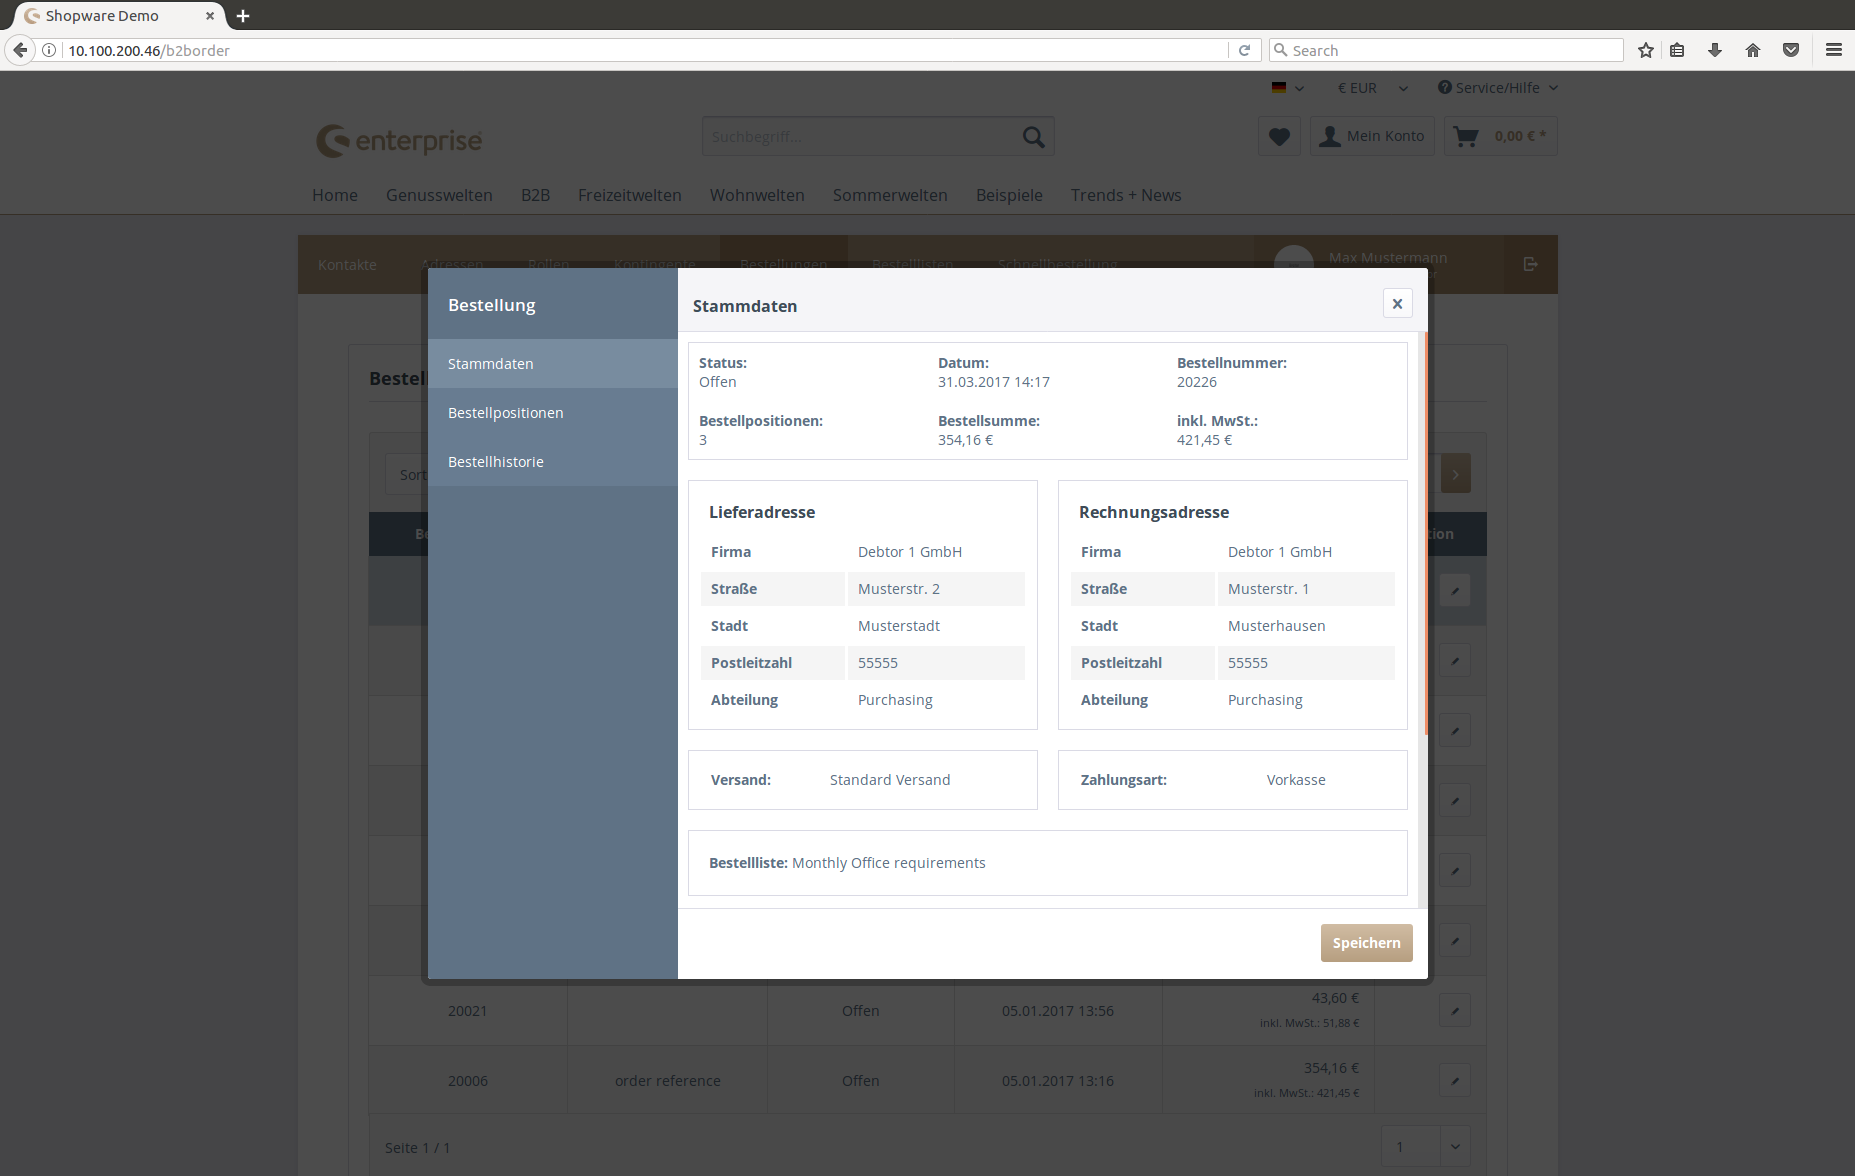 Shopware Demo
10.100.200.46/b2border
Search
€ EUR
Service/Hilfe
enterprise
Suchbegriff...
Mein Konto
0,00 € *
Home Genusswelten B2B Freizeitwelten Wohnwelten Sommerwelten Beispiele Trends + News
Kontakte Adressen Rollen Kontingente Bestellungen Bestelllisten Schnellbestellung
Max Mustermann
Bestellung
Stammdaten
Bestellpositionen
Bestellhistorie
Stammdaten
Status: Datum: Bestellnummer:
Offen 31.03.2017 14:17 20226
Bestellpositionen: Bestellsumme: inkl. MwSt.:
3 354,16 € 421,45 €
Lieferadresse
Firma Debtor 1 GmbH
Straße Musterstr. 2
Stadt Musterstadt
Postleitzahl 55555
Abteilung Purchasing
Rechnungsadresse
Firma Debtor 1 GmbH
Straße Musterstr. 1
Stadt Musterhausen
Postleitzahl 55555
Abteilung Purchasing
Versand: Standard Versand
Zahlungsart: Vorkasse
Bestellliste: Monthly Office requirements
Speichern
20021 Offen 05.01.2017 13:56 43,60 €
inkl. MwSt.: 51,88 €
20006 order reference Offen 05.01.2017 13:16 354,16 €
inkl. MwSt.: 421,45 €
Seite 1 / 1
1